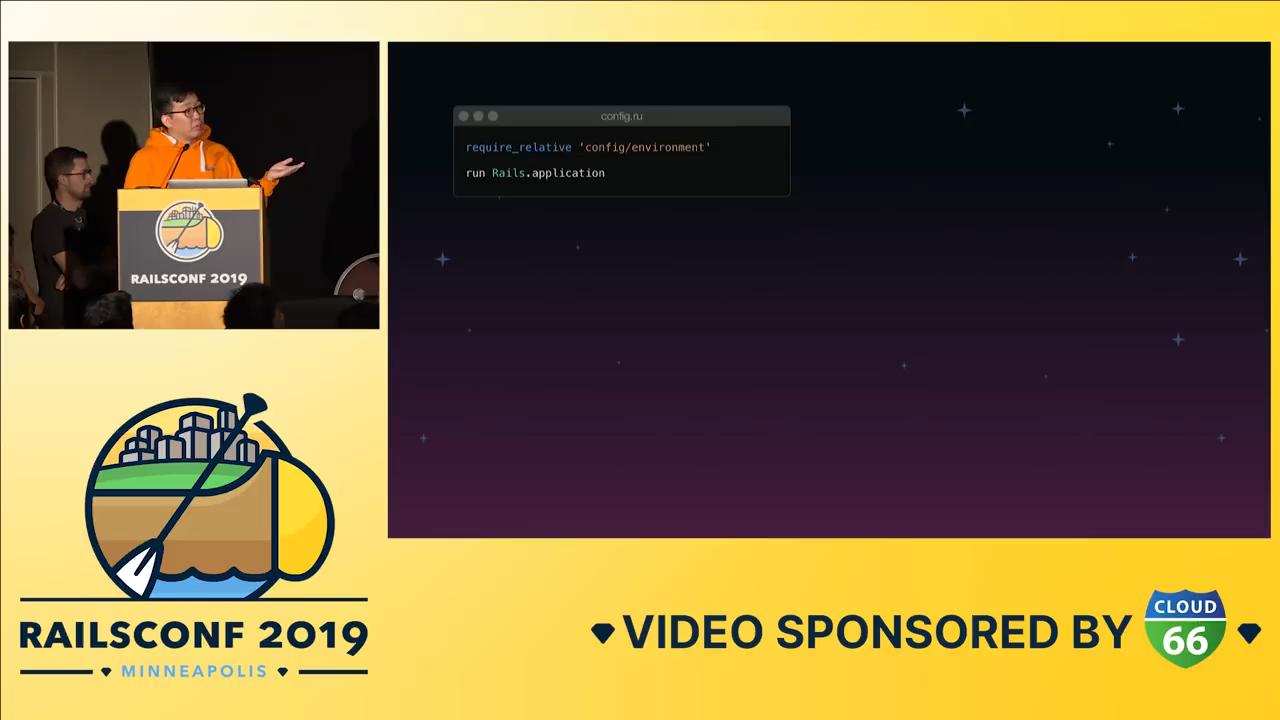 config.ru
require_relative 'config/environment'
run Rails.application
RAILSCONF 2019
RAILSCONF 2019
MINNEAPOLIS
VIDEO SPONSORED BY
CLOUD
66